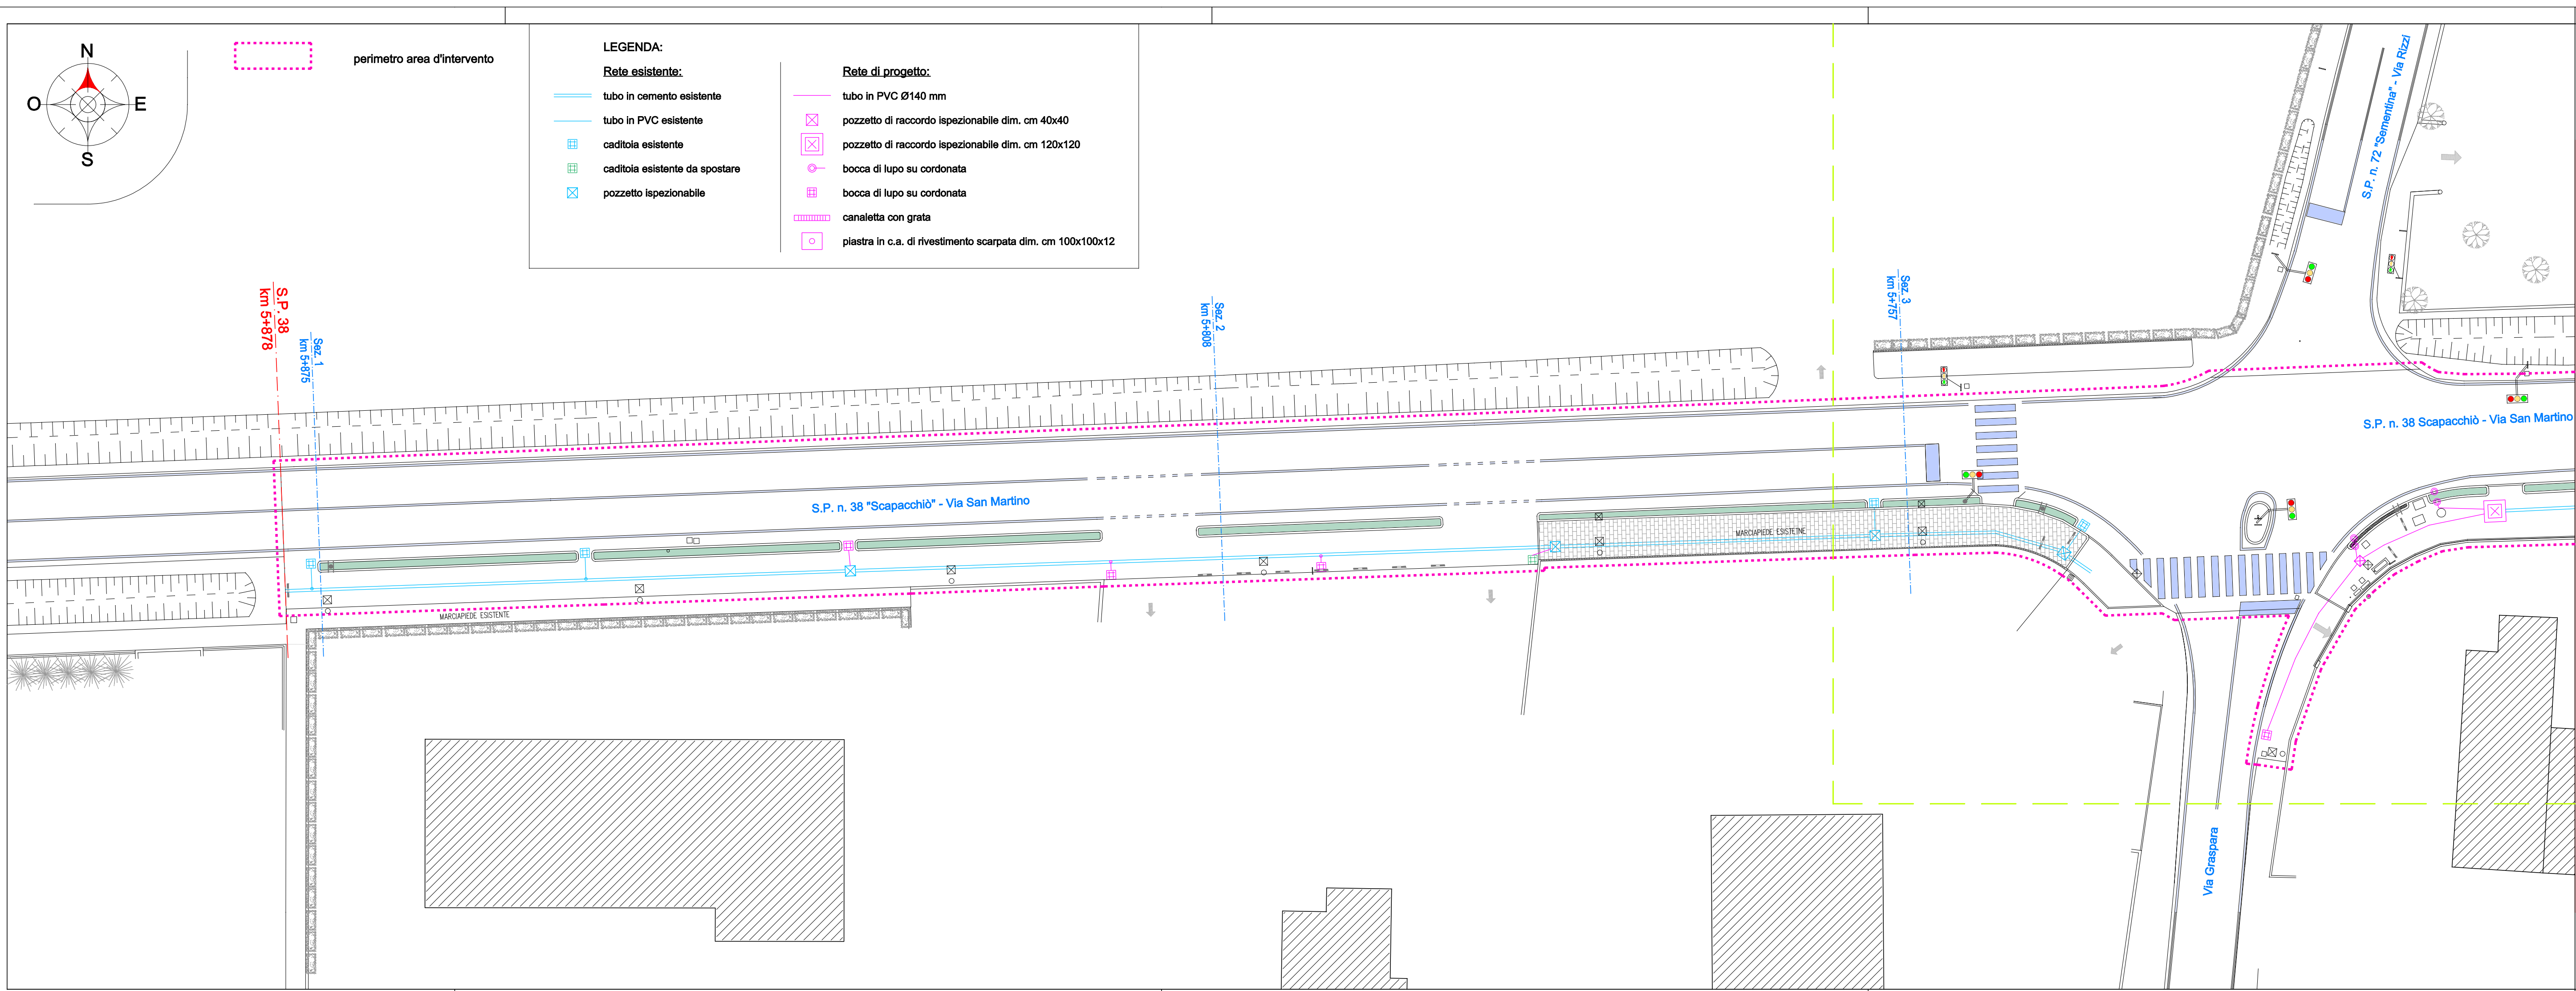 N
O
E
S
perimetro area d'intervento
LEGENDA:
Rete esistente:
tubo in cemento esistente
tubo in PVC esistente
caditoia esistente
caditoia esistente da spostare
pozzetto ispezionabile
Rete di progetto:
tubo in PVC Ø140 mm
pozzetto di raccordo ispezionabile dim. cm 40x40
pozzetto di raccordo ispezionabile dim. cm 120x120
bocca di lupo su cordonata
bocca di lupo su cordonata
canaletta con grata
piastra in c.a. di rivestimento scarpata dim. cm 100x100x12
S.P. 38
km 5+878
Sez. 1
km 5+875
Sez. 2
km 5+808
Sez. 3
km 5+757
S.P. n. 72 "Sementina" - Via Rizzi
S.P. n. 38 Scapacchiò - Via San Martino
S.P. n. 38 "Scapacchiò" - Via San Martino
MARCIAPIEDE ESISTEINE
MARCIAPIEDE ESISTENTE
Via Graspara